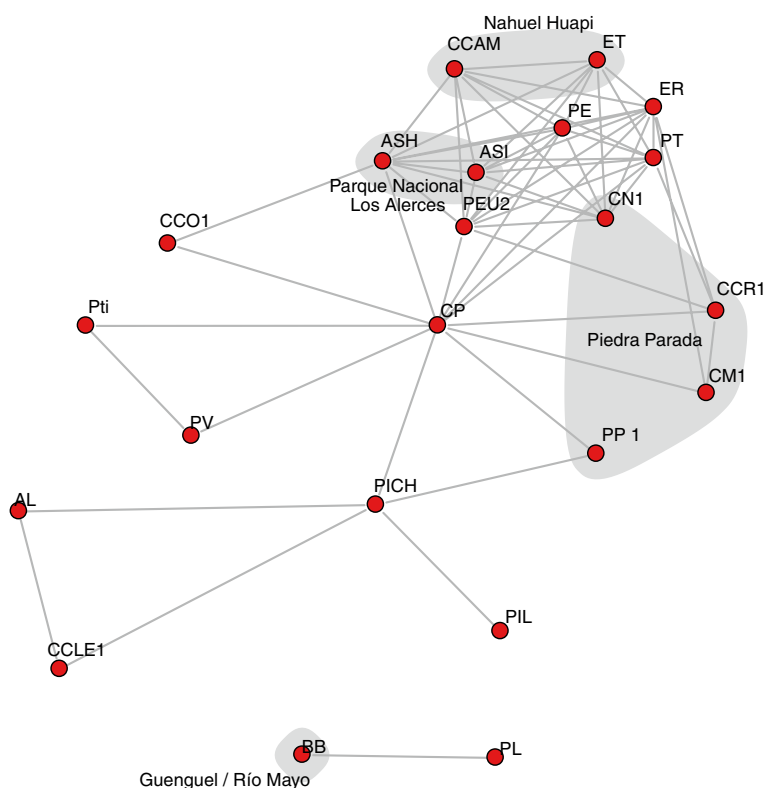 Nahuel Huapi
CCAM
ET
ER
PE
PT
ASH
ASI
Parque Nacional
Los Alerces
PEU2
CN1
CCO1
CCR1
Pti
CP
Piedra Parada
CM1
PV
PP 1
PICH
AL
PIL
CCLE1
BB
PL
Guenguel / Río Mayo